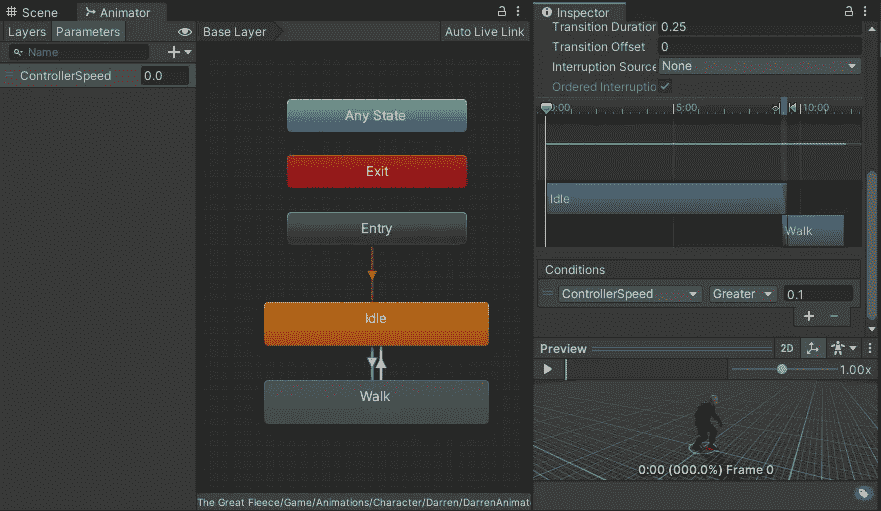 Scene
Animator
Layers Parameters
Name
ControllerSpeed 0.0
Base Layer
Auto Live Link
Any State
Exit
Entry
Idle
Walk
The Great Fleece/Game/Animations/Character/Darren/DarrenAnimat
Inspector
Transition Duration 0.25
Transition Offset 0
Interruption Source None
Ordered Interruptio
0:00 5:00 10:00
Idle
Walk
Conditions
ControllerSpeed Greater 0.1
+ −
Preview 2D
1.00x
0:00 (000.0%) Frame 0